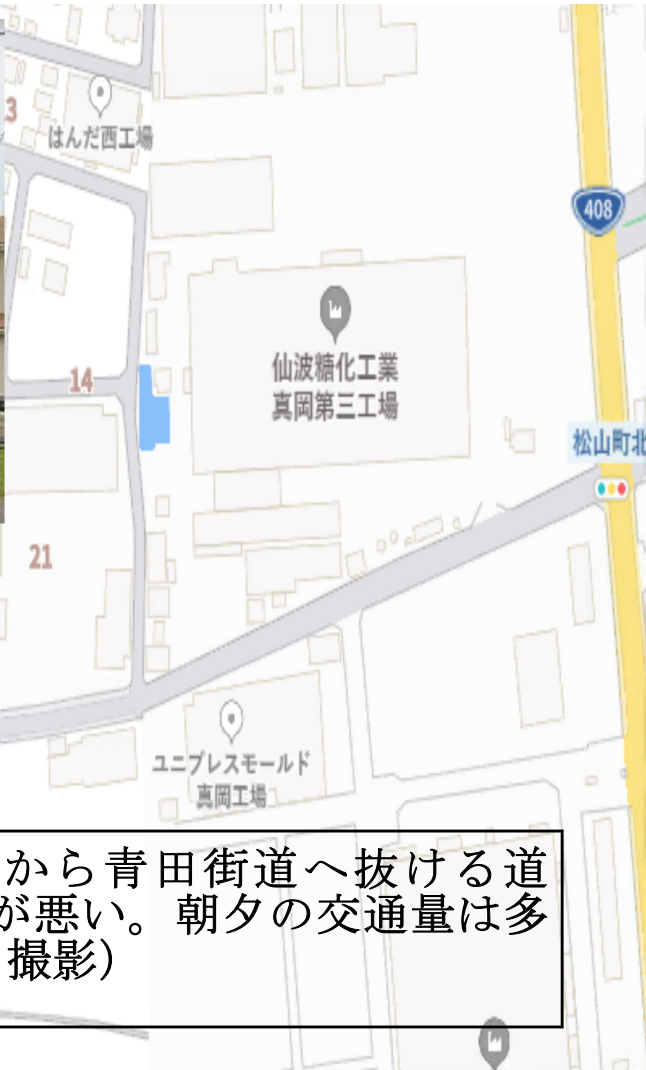 3
はんだ西工場
408
仙波糖化工業
真岡第三工場
14
松山町北
21
ユニプレスモールド
真岡工場
から青田街道へ抜ける道
が悪い。朝夕の交通量は多
撮影）